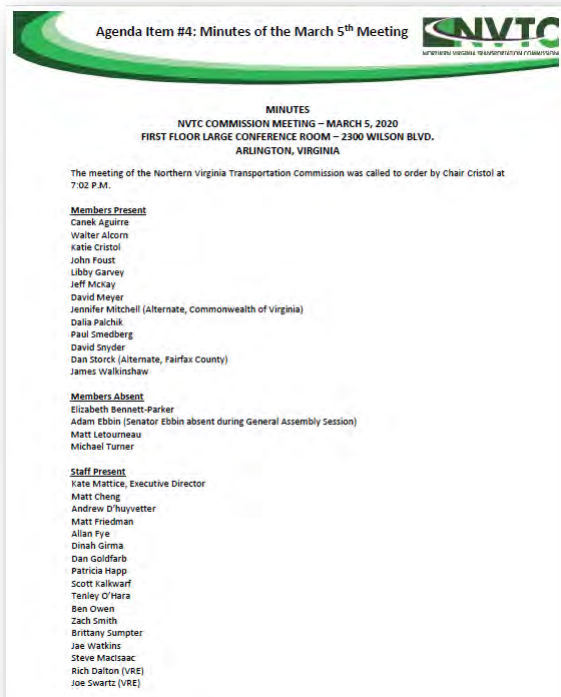 Agenda Item #4: Minutes of the March 5th Meeting
NVTC
NORTHERN VIRGINIA TRANSPORTATION COMMISSION
MINUTES
NVTC COMMISSION MEETING – MARCH 5, 2020
FIRST FLOOR LARGE CONFERENCE ROOM – 2300 WILSON BLVD.
ARLINGTON, VIRGINIA
The meeting of the Northern Virginia Transportation Commission was called to order by Chair Cristol at
7:02 P.M.
Members Present
Canek Aguirre
Walter Alcorn
Katie Cristol
John Foust
Libby Garvey
Jeff McKay
David Meyer
Jennifer Mitchell (Alternate, Commonwealth of Virginia)
Dalia Palchik
Paul Smedberg
David Snyder
Dan Storck (Alternate, Fairfax County)
James Walkinshaw
Members Absent
Elizabeth Bennett-Parker
Adam Ebbin (Senator Ebbin absent during General Assembly Session)
Matt Letourneau
Michael Turner
Staff Present
Kate Mattice, Executive Director
Matt Cheng
Andrew D'huyvetter
Matt Friedman
Allan Fye
Dinah Girma
Dan Goldfarb
Patricia Happ
Scott Kalkwarf
Tenley O'Hara
Ben Owen
Zach Smith
Brittany Sumpter
Jae Watkins
Steve MacIsaac
Rich Dalton (VRE)
Joe Swartz (VRE)